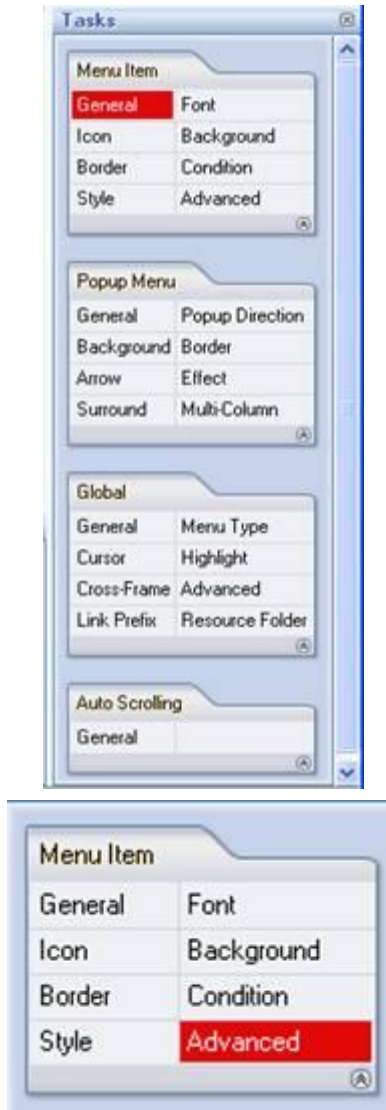 Tasks
Menu Item
General Font
Icon Background
Border Condition
Style Advanced
Popup Menu
General Popup Direction
Background Border
Arrow Effect
Surround Multi-Column
Global
General Menu Type
Cursor Highlight
Cross-Frame Advanced
Link Prefix Resource Folder
Auto Scrolling
General
Menu Item
General Font
Icon Background
Border Condition
Style Advanced